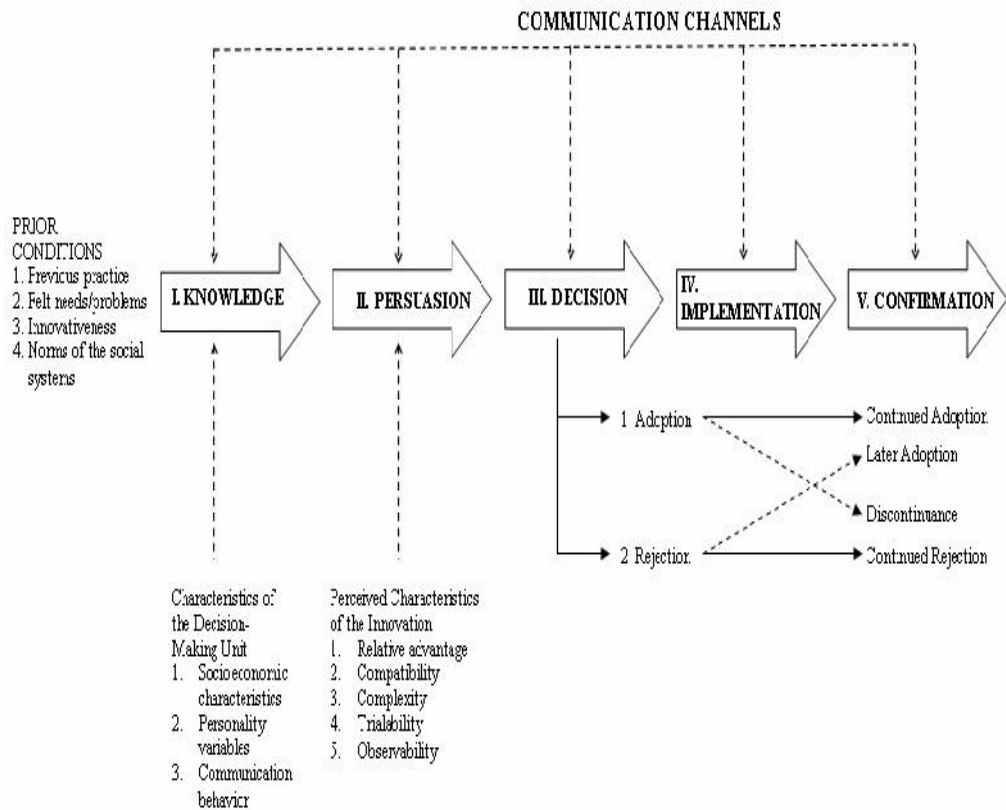 COMMUNICATION CHANNELS
PRIOR
CONDITIONS
1. Previous practice
2. Felt needs/problems
3. Innovativeness
4. Norms of the social
systems
I. KNOWLEDGE
II. PERSUASION
III. DECISION
IV.
IMPLEMENTATION
V. CONFIRMATION
1 Adoption
Continued Adoption
Later Adoption
Discontinuance
2 Rejection
Continued Rejection
Characteristics of
the Decision-
Making Unit
1. Socioeconomic
characteristics
2. Personality
variables
3. Communication
behavior
Perceived Characteristics
of the Innovation
1. Relative advantage
2. Compatibility
3. Complexity
4. Trialability
5. Observability